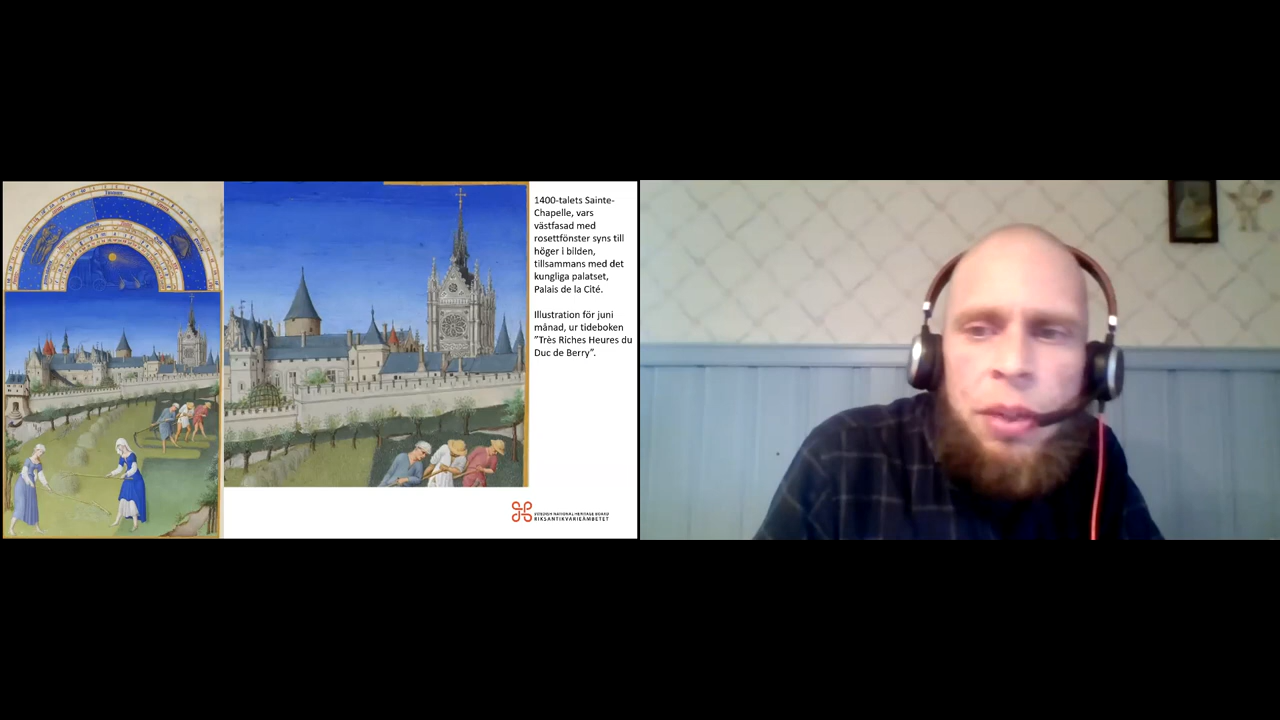 1400-talets Sainte-
Chapelle, vars
västfasad med
rosettfönster syns till
höger i bilden,
tillsammans med det
kungliga palatset,
Palais de la Cité.
Illustration för juni
månad, ur tideboken
”Très Riches Heures du
Duc de Berry”.
SWEDISH NATIONAL HERITAGE BOARD
RIKSANTIKVARIEÄMBETET